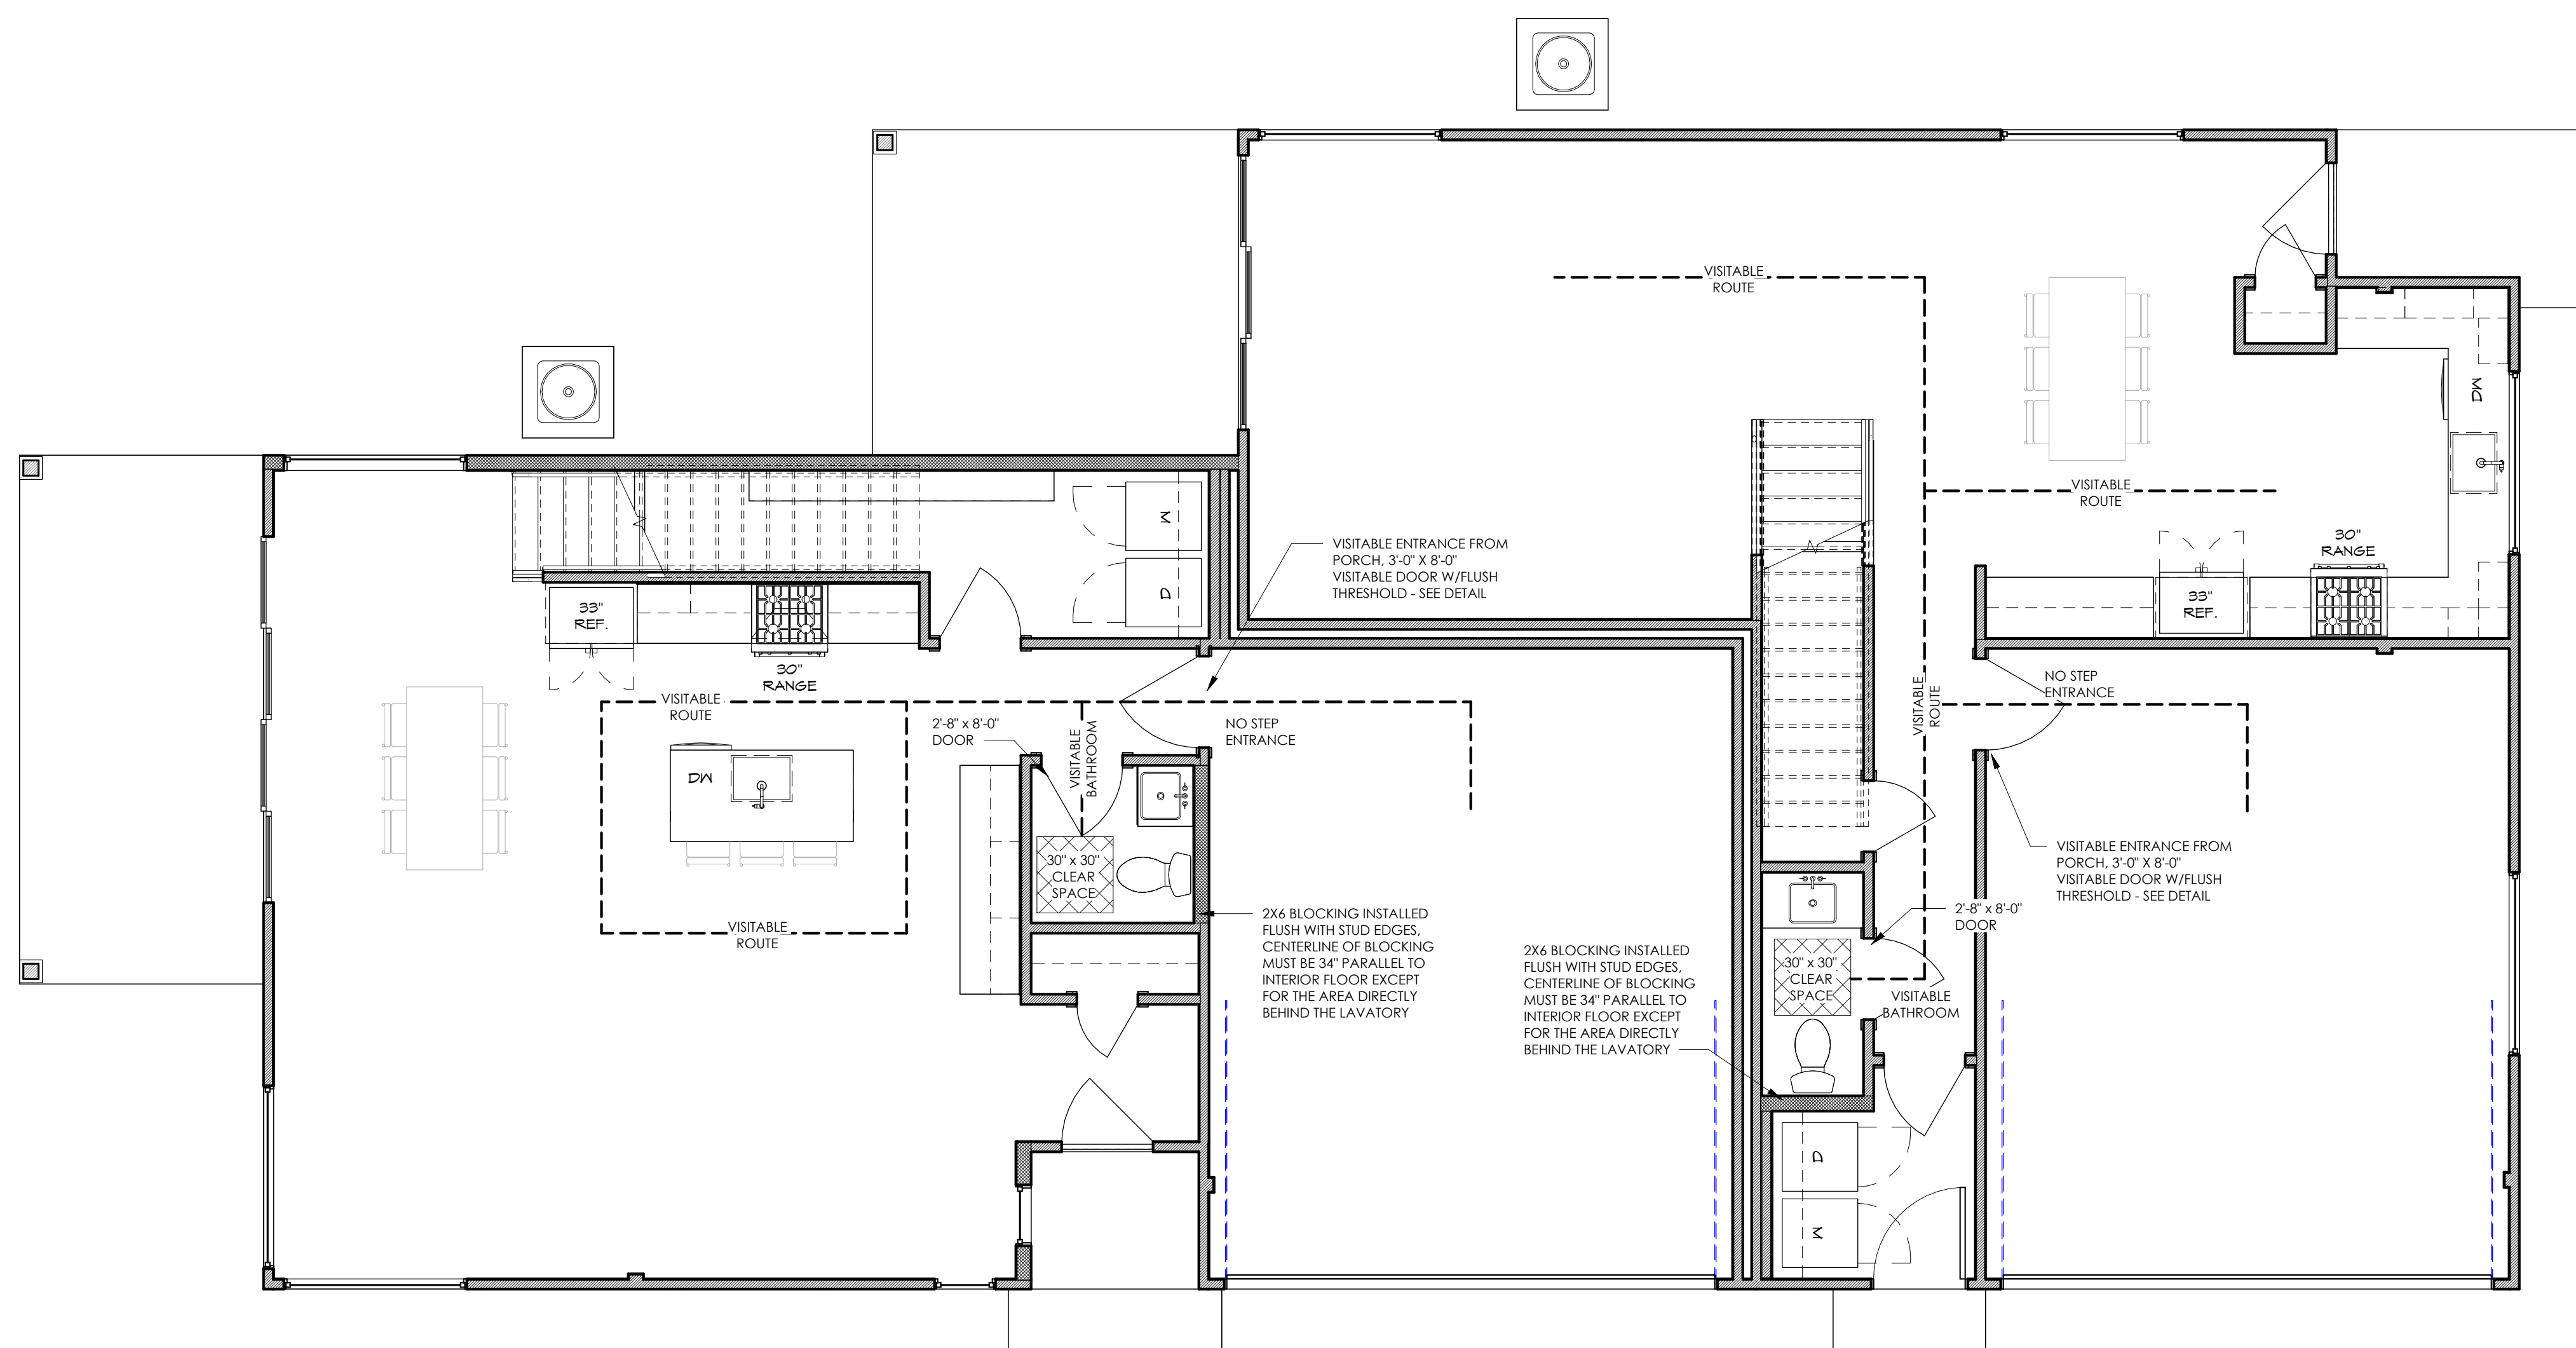 VISITABLE
ROUTE
DW
VISITABLE
ROUTE
VISITABLE ENTRANCE FROM
PORCH, 3'-0" X 8'-0"
VISITABLE DOOR W/FLUSH
THRESHOLD - SEE DETAIL
W
D
33"
REF.
30"
RANGE
30"
RANGE
33"
REF.
VISITABLE
ROUTE
VISITABLE
ROUTE
NO STEP
ENTRANCE
2'-8" x 8'-0"
DOOR
VISITABLE
BATHROOM
NO STEP
ENTRANCE
DW
30" x 30"
CLEAR
SPACE
VISITABLE ENTRANCE FROM
PORCH, 3'-0" X 8'-0"
VISITABLE DOOR W/FLUSH
THRESHOLD - SEE DETAIL
VISITABLE
ROUTE
2X6 BLOCKING INSTALLED
FLUSH WITH STUD EDGES,
CENTERLINE OF BLOCKING
MUST BE 34" PARALLEL TO
INTERIOR FLOOR EXCEPT
FOR THE AREA DIRECTLY
BEHIND THE LAVATORY
2X6 BLOCKING INSTALLED
FLUSH WITH STUD EDGES,
CENTERLINE OF BLOCKING
MUST BE 34" PARALLEL TO
INTERIOR FLOOR EXCEPT
FOR THE AREA DIRECTLY
BEHIND THE LAVATORY
2'-8" x 8'-0"
DOOR
30" x 30"
CLEAR
SPACE
VISITABLE
BATHROOM
D
W